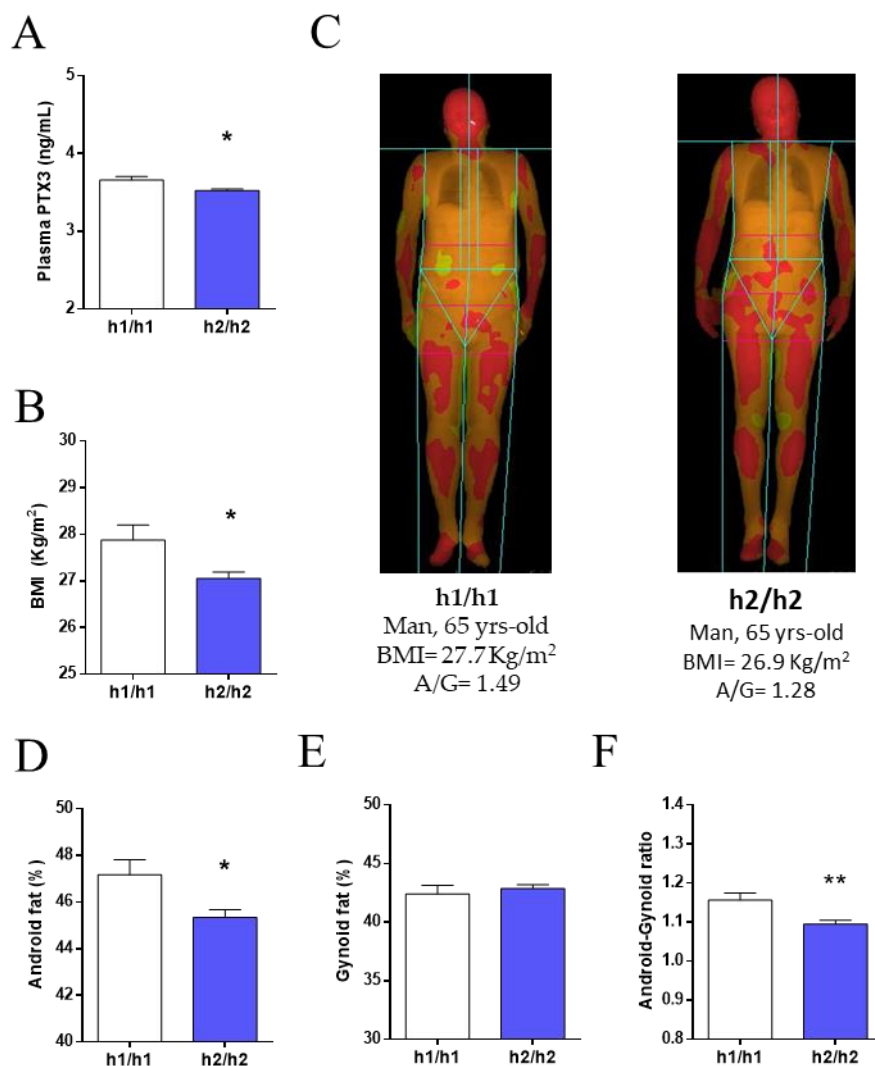 A
Plasma PTX3 (ng/mL)
5
4
3
2
*
h1/h1
h2/h2
B
BMI (Kg/m²)
30
29
28
27
26
25
*
h1/h1
h2/h2
C
h1/h1
Man, 65 yrs-old
BMI= 27.7 Kg/m²
A/G= 1.49
h2/h2
Man, 65 yrs-old
BMI= 26.9 Kg/m²
A/G= 1.28
D
Android fat (%)
50
48
46
44
42
40
*
h1/h1
h2/h2
E
Gynoid fat (%)
50
45
40
35
30
h1/h1
h2/h2
F
Android-Gynoid ratio
1.4
1.3
1.2
1.1
1.0
0.9
0.8
**
h1/h1
h2/h2